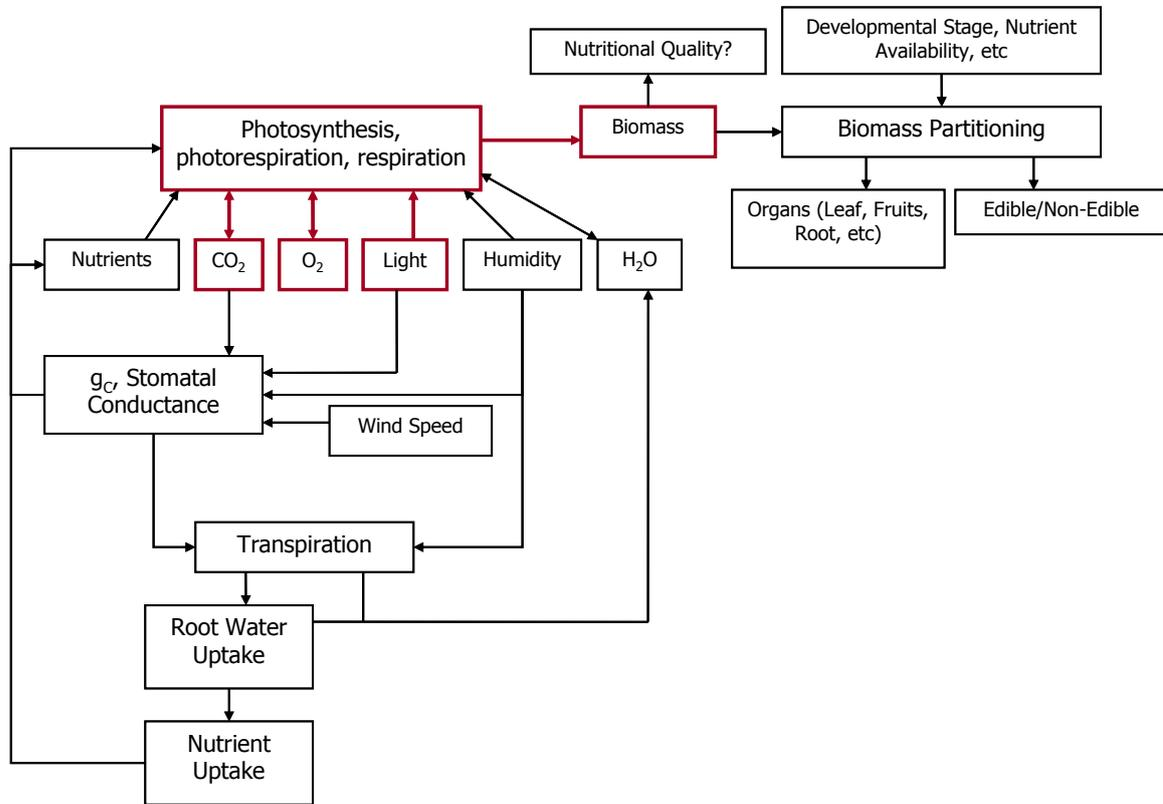 Nutritional Quality?
Developmental Stage, Nutrient
Availability, etc
Photosynthesis,
photorespiration, respiration
Biomass
Biomass Partitioning
Organs (Leaf, Fruits,
Root, etc)
Edible/Non-Edible
Nutrients
CO₂
O₂
Light
Humidity
H₂O
g_C, Stomatal
Conductance
Wind Speed
Transpiration
Root Water
Uptake
Nutrient
Uptake